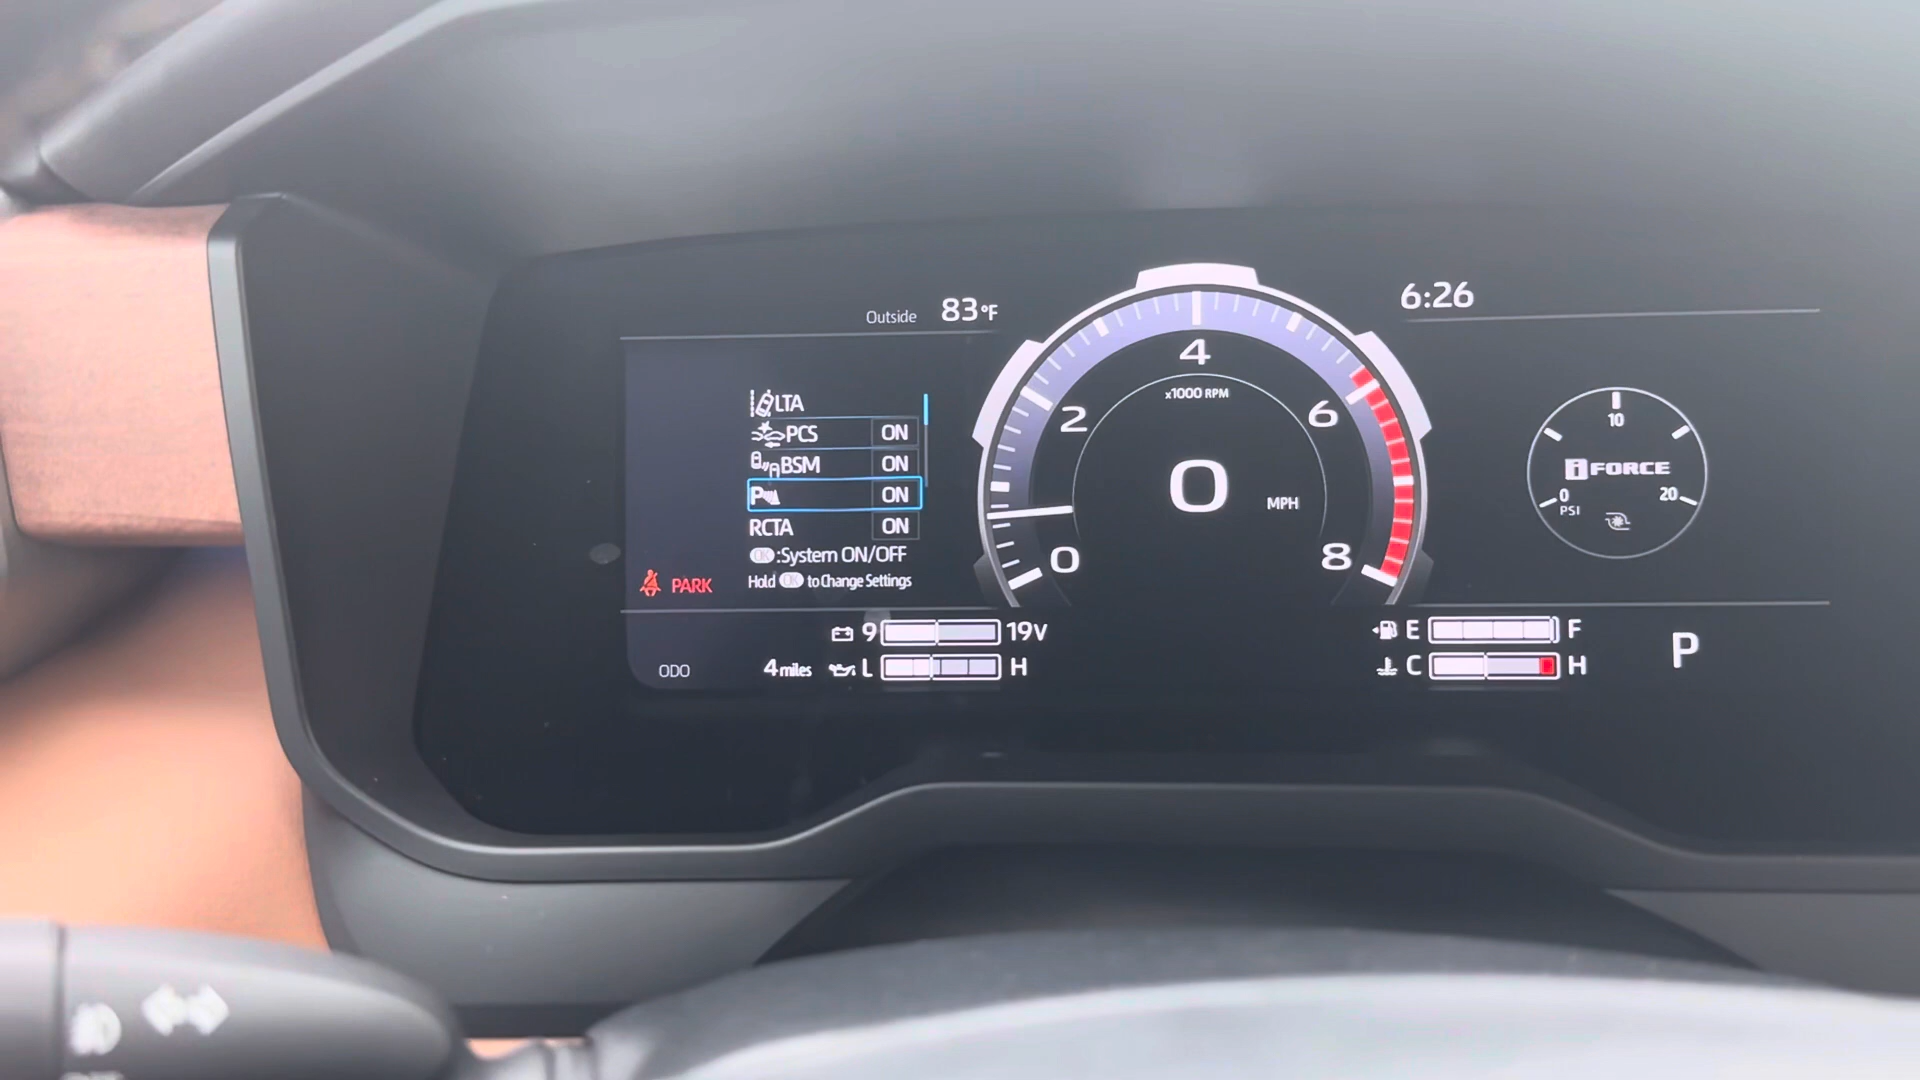 Outside 83°F
6:26
LTA
PCS ON
BSM ON
P ON
RCTA ON
OK:System ON/OFF
Hold OK to Change Settings
PARK
ODO 4 miles
9 19V
L H
0 2 4 6 8
x1000 RPM
0 MPH
10
iFORCE
0 20
PSI
E F
C H
P